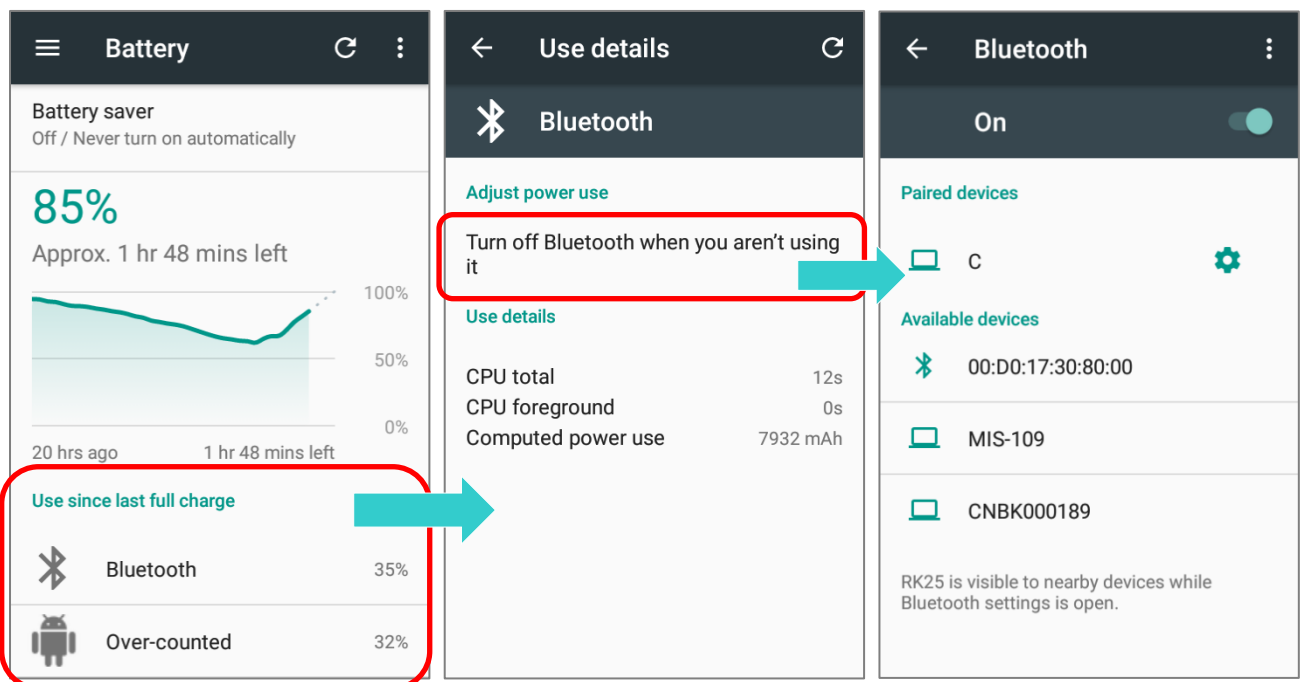 Battery
Battery saver
Off / Never turn on automatically
85%
Approx. 1 hr 48 mins left
100%
50%
0%
20 hrs ago 1 hr 48 mins left
Use since last full charge
Bluetooth 35%
Over-counted 32%
Use details
Bluetooth
Adjust power use
Turn off Bluetooth when you aren’t using
it
Use details
CPU total 12s
CPU foreground 0s
Computed power use 7932 mAh
Bluetooth
On
Paired devices
C
Available devices
00:D0:17:30:80:00
MIS-109
CNBK000189
RK25 is visible to nearby devices while
Bluetooth settings is open.